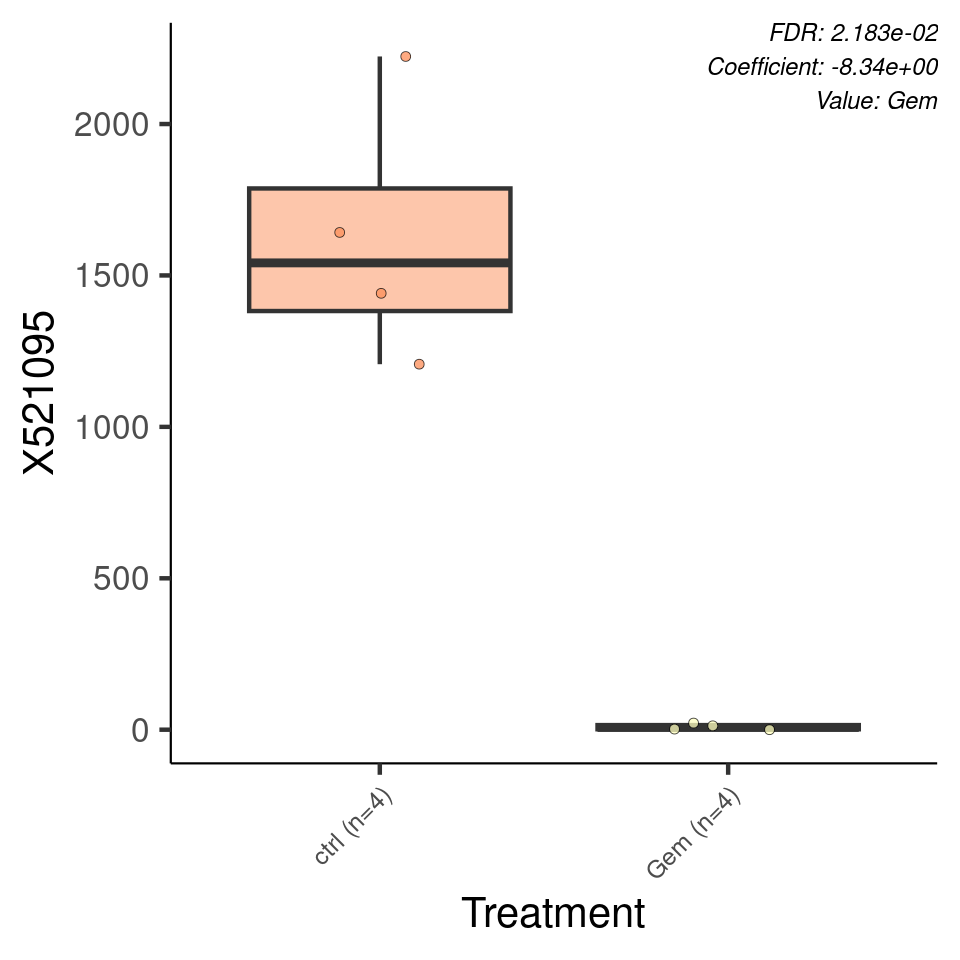 FDR: 2.183e-02
Coefficient: -8.34e+00
Value: Gem
2000
1500
1000
500
0
X521095
ctrl (n=4)
Gem (n=4)
Treatment